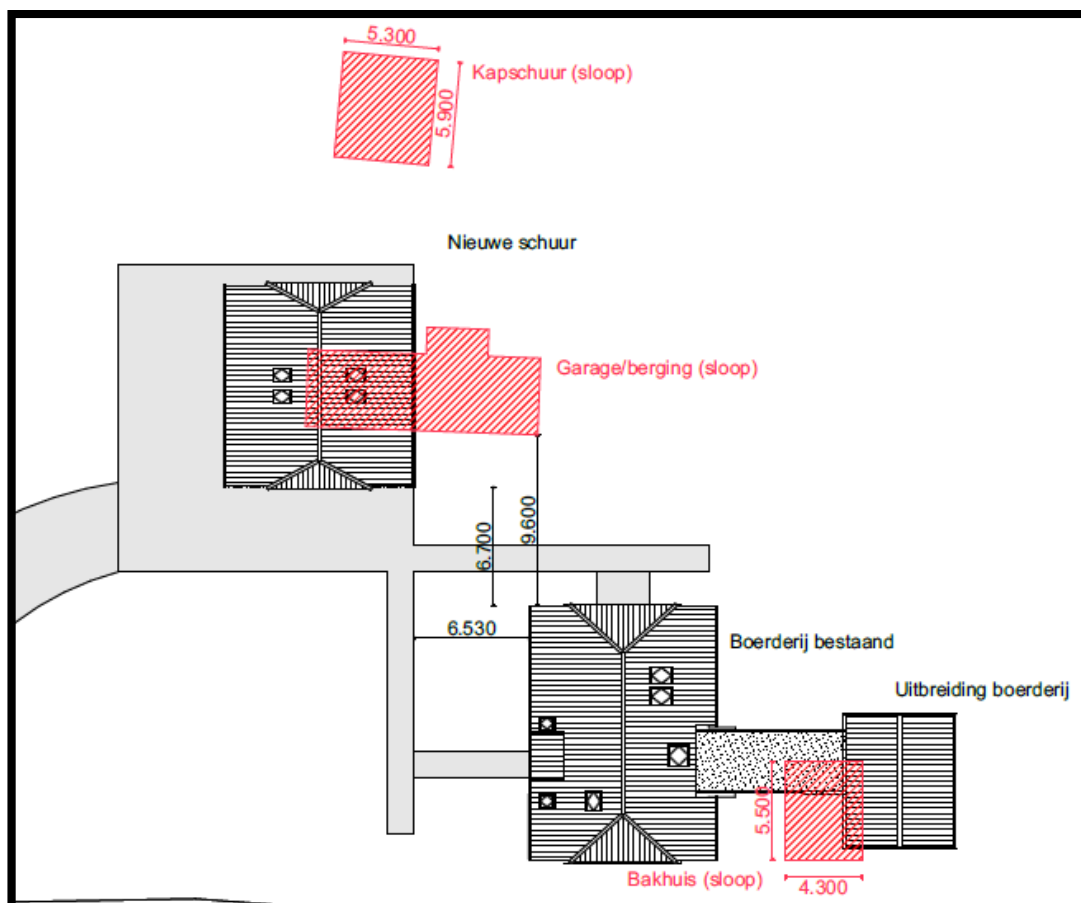 5.300
Kapschuur (sloop)
5.900
Nieuwe schuur
Garage/berging (sloop)
6.700
9.600
6.530
Boerderij bestaand
Uitbreiding boerderij
5.500
Bakhuis (sloop)
4.300